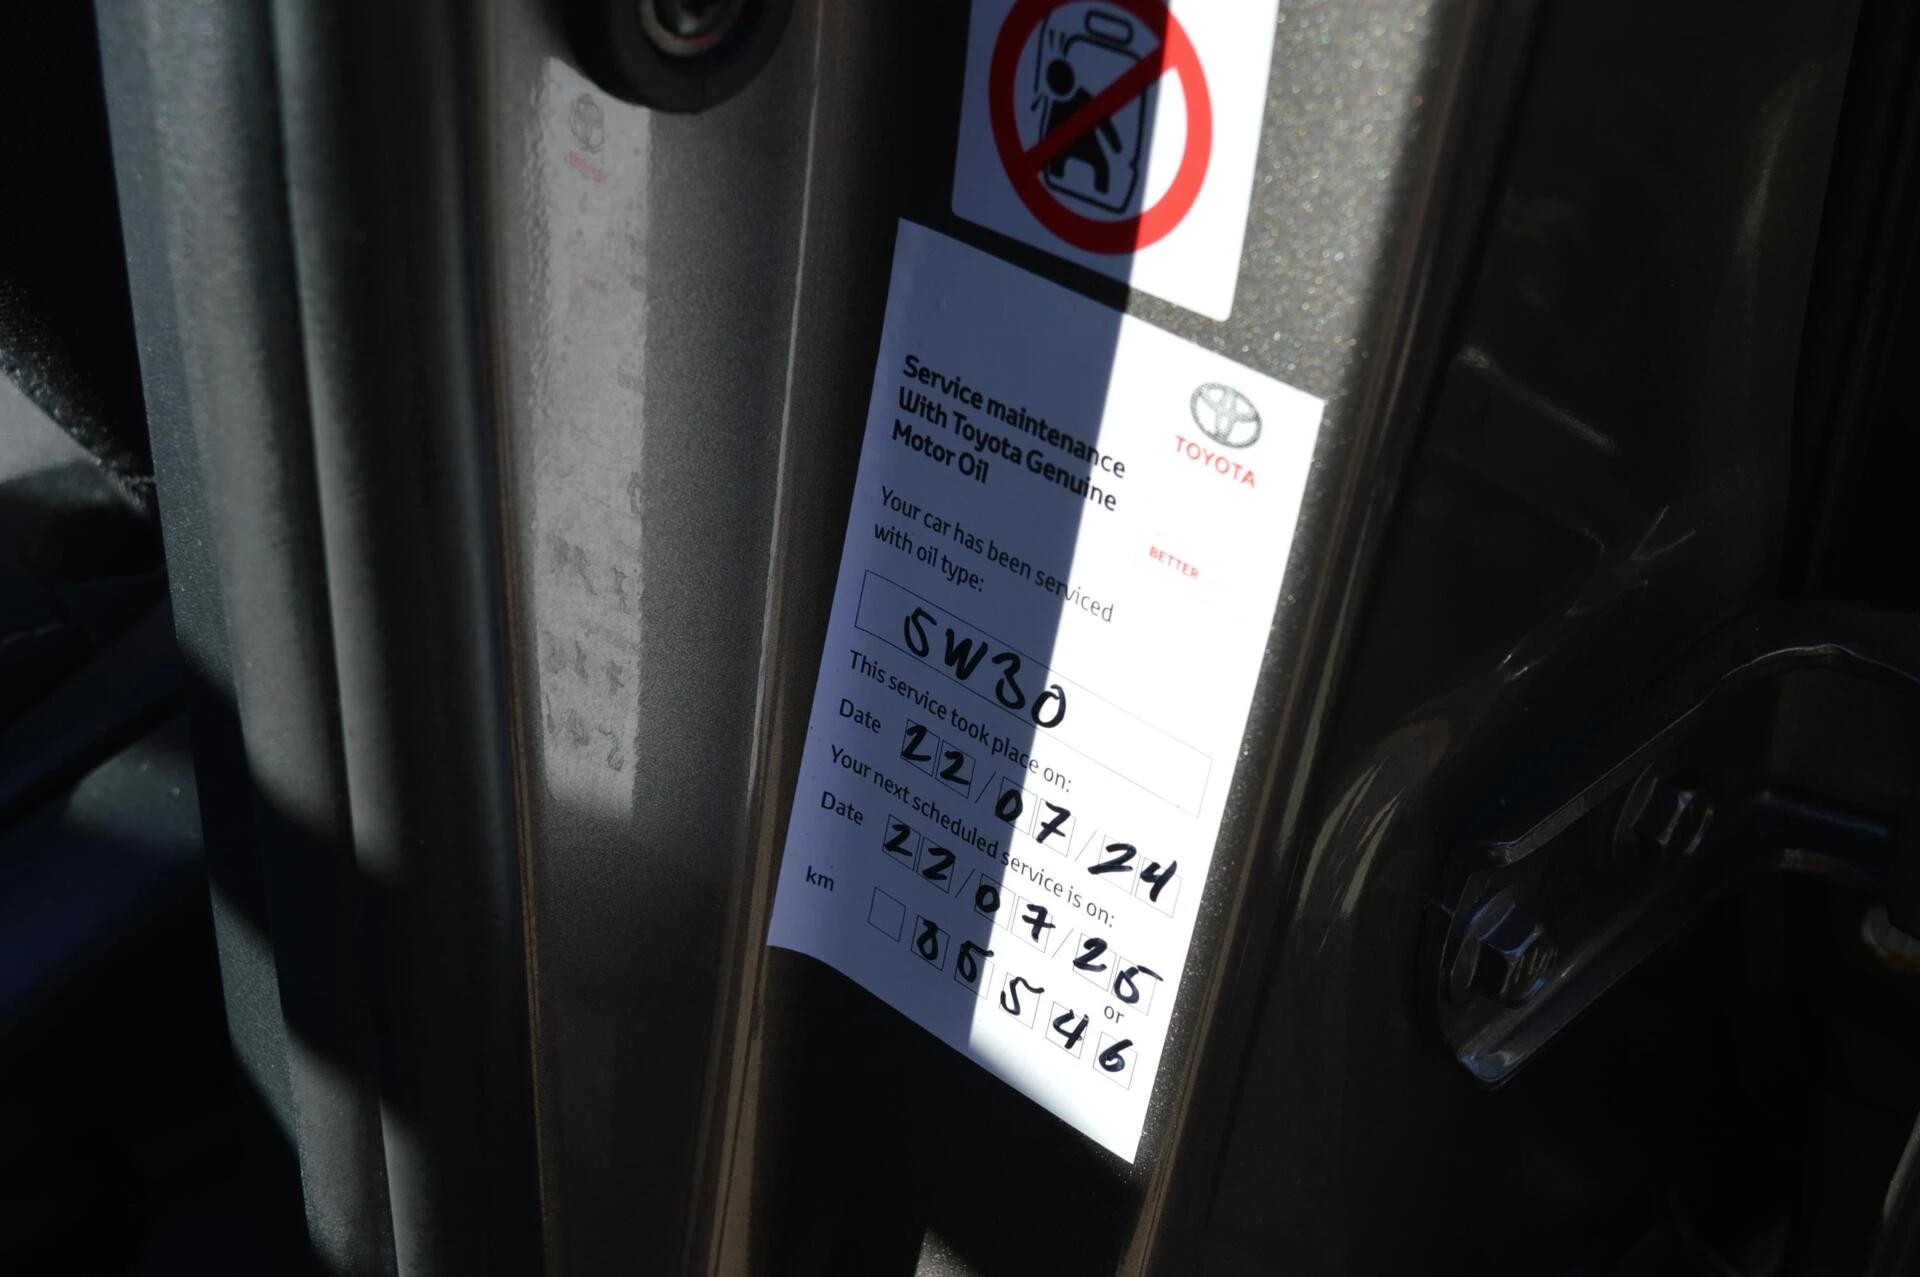 Service maintenance
With Toyota Genuine
Motor Oil
TOYOTA
BETTER
Your car has been serviced
with oil type:
5W30
This service took place on:
Date 22/07/24
Your next scheduled service is on:
Date 22/07/25
or
km 85546